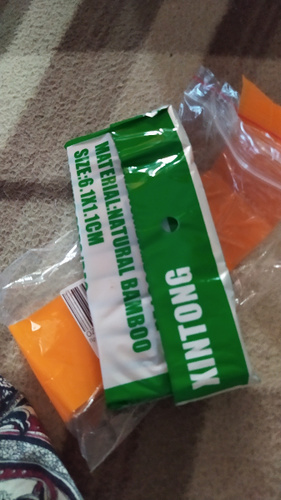 XINTONG
MATERIAL:NATURAL BAMBOO
SIZE:6.1X1.1CM